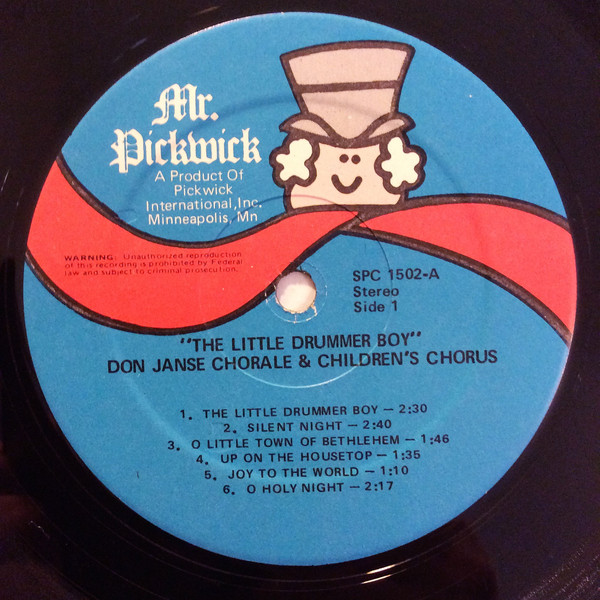 Mr.
Pickwick
A Product Of
Pickwick
International, Inc.
Minneapolis, Mn
WARNING: Unauthorized reproduction
of this recording is prohibited by Federal
law and subject to criminal prosecution.
SPC 1502-A
Stereo
Side 1
"THE LITTLE DRUMMER BOY"
DON JANSE CHORALE & CHILDREN'S CHORUS
1. THE LITTLE DRUMMER BOY — 2:30
2. SILENT NIGHT — 2:40
3. O LITTLE TOWN OF BETHLEHEM — 1:46
4. UP ON THE HOUSETOP — 1:35
5. JOY TO THE WORLD — 1:10
6. O HOLY NIGHT — 2:17